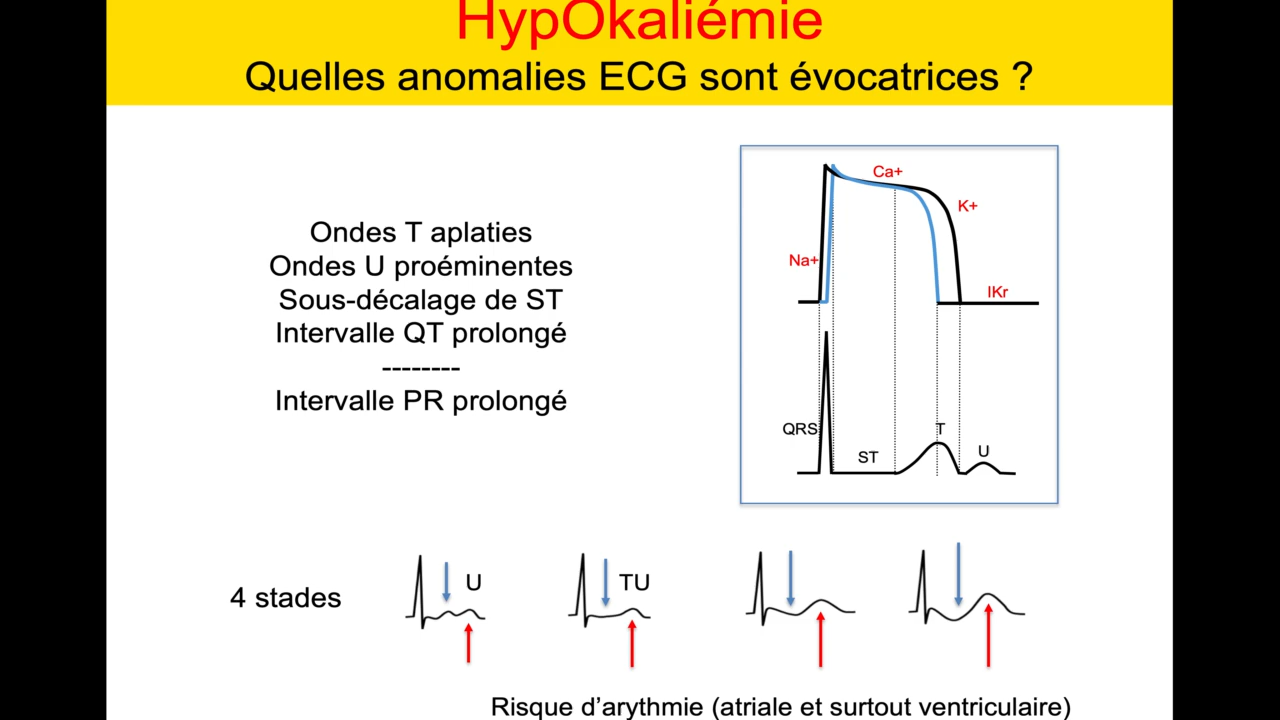 HypOkaliémie
Quelles anomalies ECG sont évocatrices ?
Ondes T aplaties
Ondes U proéminentes
Sous-décalage de ST
Intervalle QT prolongé
--------
Intervalle PR prolongé
Ca+
K+
Na+
IKr
QRS
T
ST
U
4 stades
U
TU
Risque d’arythmie (atriale et surtout ventriculaire)